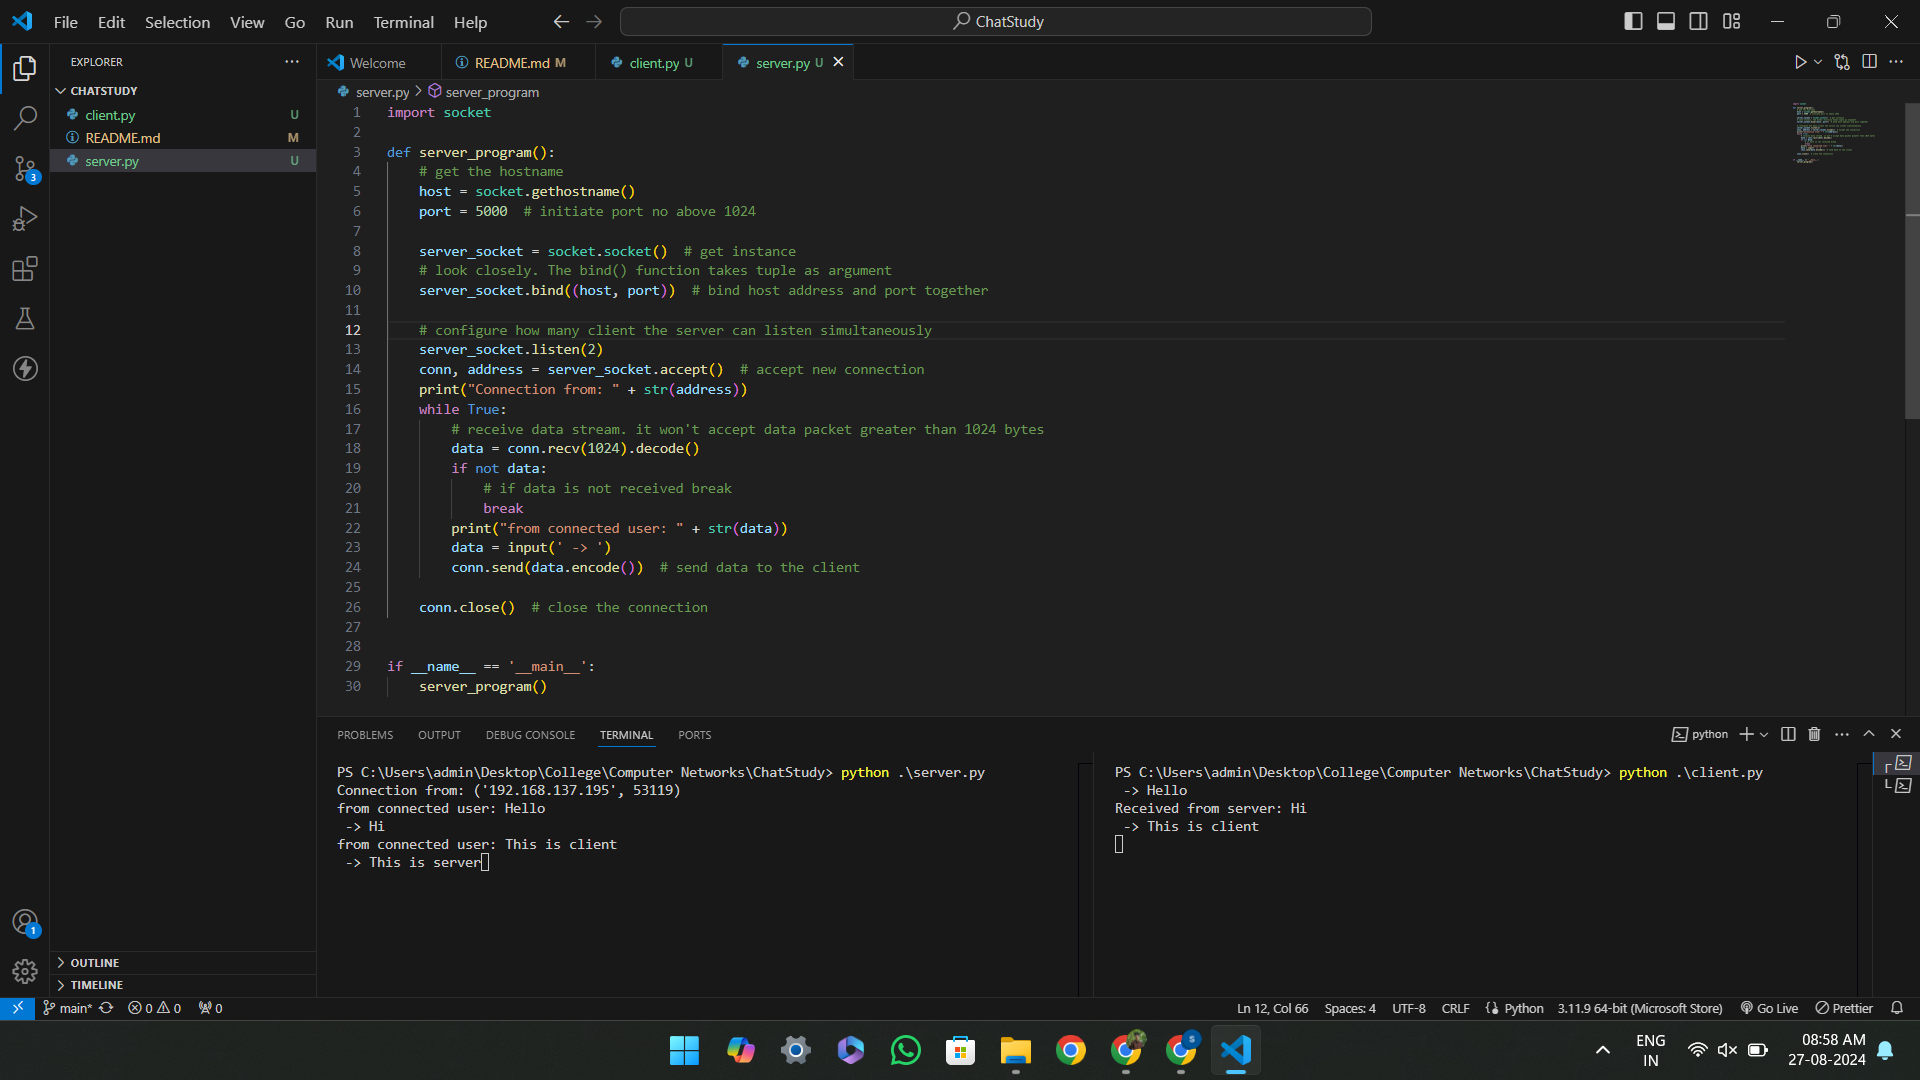 File Edit Selection View Go Run Terminal Help
ChatStudy
EXPLORER
CHATSTUDY
client.py U
README.md M
server.py U
3
1
OUTLINE
TIMELINE
Welcome
README.md M
client.py U
server.py U
server.py > server_program
1 import socket
2
3 def server_program():
4 # get the hostname
5 host = socket.gethostname()
6 port = 5000  # initiate port no above 1024
7
8 server_socket = socket.socket()  # get instance
9 # look closely. The bind() function takes tuple as argument
10 server_socket.bind((host, port))  # bind host address and port together
11
12 # configure how many client the server can listen simultaneously
13 server_socket.listen(2)
14 conn, address = server_socket.accept()  # accept new connection
15 print("Connection from: " + str(address))
16 while True:
17 # receive data stream. it won't accept data packet greater than 1024 bytes
18 data = conn.recv(1024).decode()
19 if not data:
20 # if data is not received break
21 break
22 print("from connected user: " + str(data))
23 data = input(' -> ')
24 conn.send(data.encode())  # send data to the client
25
26 conn.close()  # close the connection
27
28
29 if __name__ == '__main__':
30 server_program()
PROBLEMS OUTPUT DEBUG CONSOLE TERMINAL PORTS
python
PS C:\Users\admin\Desktop\College\Computer Networks\ChatStudy> python .\server.py
Connection from: ('192.168.137.195', 53119)
from connected user: Hello
-> Hi
from connected user: This is client
-> This is server
PS C:\Users\admin\Desktop\College\Computer Networks\ChatStudy> python .\client.py
-> Hello
Received from server: Hi
-> This is client
main* 0 0 0
Ln 12, Col 66 Spaces: 4 UTF-8 CRLF Python 3.11.9 64-bit (Microsoft Store) Go Live Prettier
ENG
IN
08:58 AM
27-08-2024